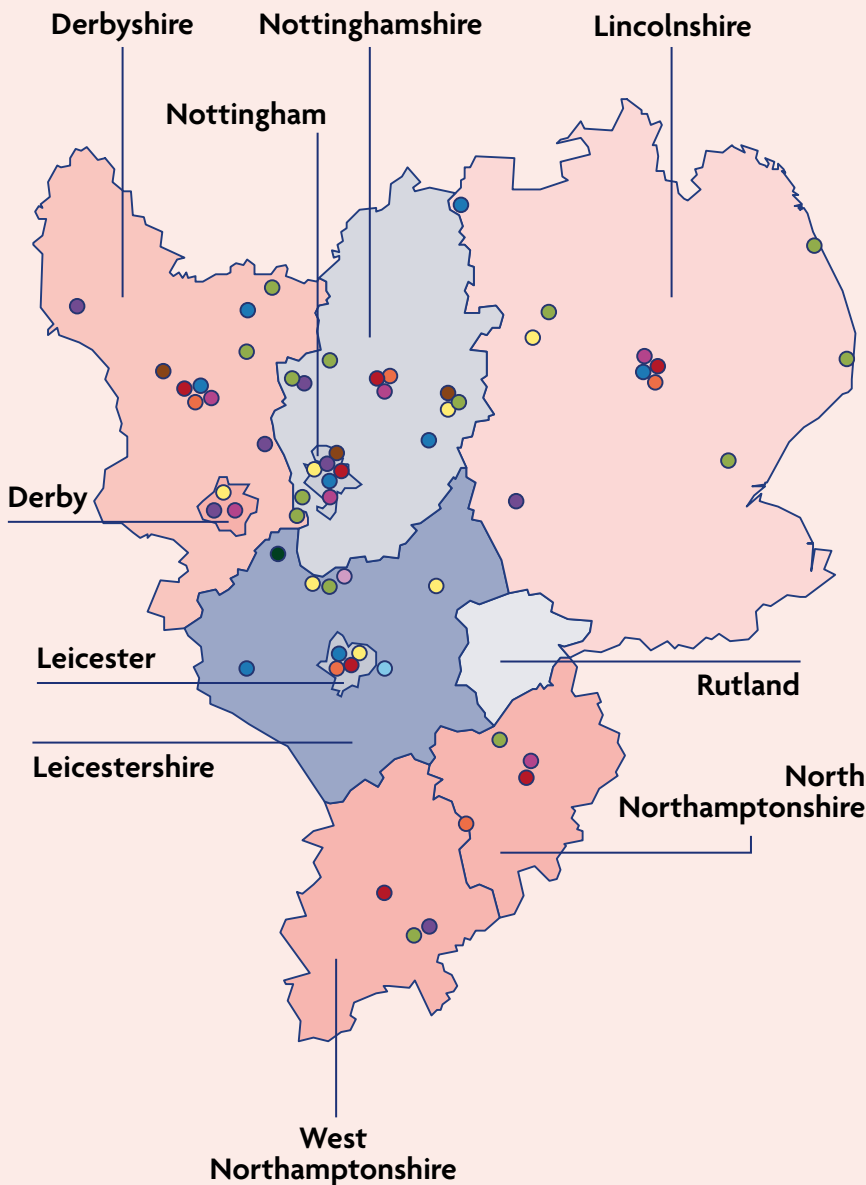 Derbyshire
Nottinghamshire
Lincolnshire
Nottingham
Derby
Leicester
Rutland
Leicestershire
North
Northamptonshire
West
Northamptonshire